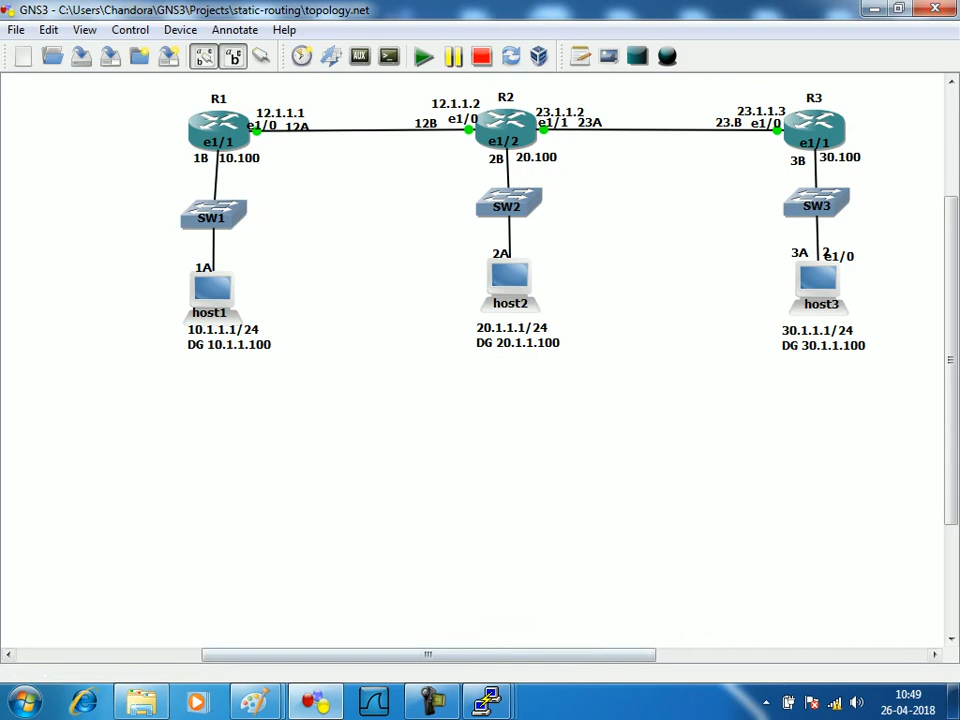 GNS3 - C:\Users\Chandora\GNS3\Projects\static-routing\topology.net
File Edit View Control Device Annotate Help
AUX
R1 R2 R3
12.1.1.1 12.1.1.2 23.1.1.2 23.1.1.3
e1/0 12A 12B e1/0 e1/1 23A 23.B e1/0
e1/1 e1/2 e1/1
1B 10.100 2B 20.100 3B 30.100
SW1 SW2 SW3
1A 2A 3A 2 e1/0
host1 host2 host3
10.1.1.1/24 20.1.1.1/24 30.1.1.1/24
DG 10.1.1.100 DG 20.1.1.100 DG 30.1.1.100
10:49
26-04-2018